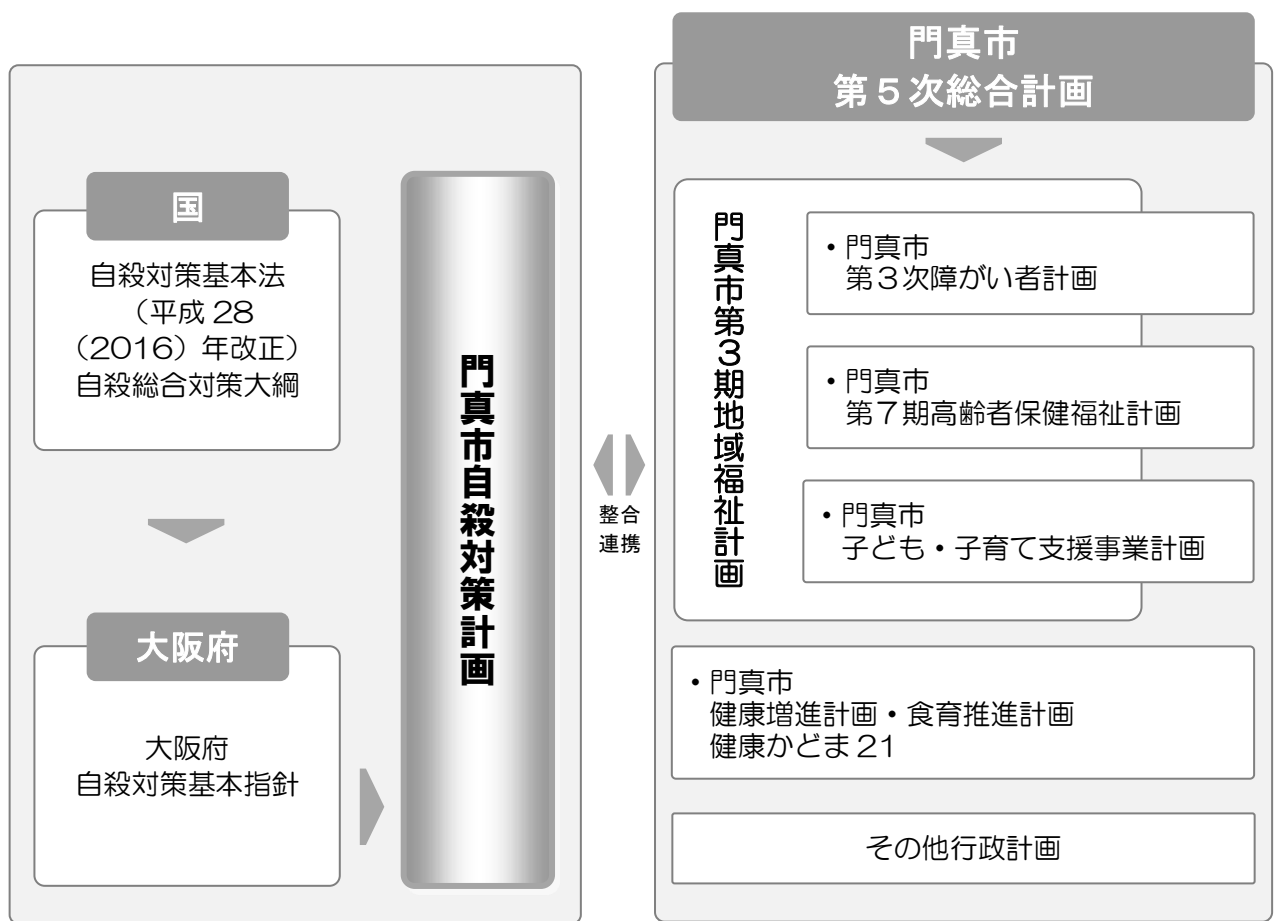 国
自殺対策基本法
（平成 28
（2016）年改正）
自殺総合対策大綱
大阪府
大阪府
自殺対策基本指針
門真市自殺対策計画
整合
連携
門真市
第５次総合計画
門真市第３期地域福祉計画
・門真市
第３次障がい者計画
・門真市
第７期高齢者保健福祉計画
・門真市
子ども・子育て支援事業計画
・門真市
健康増進計画・食育推進計画
健康かどま 21
その他行政計画